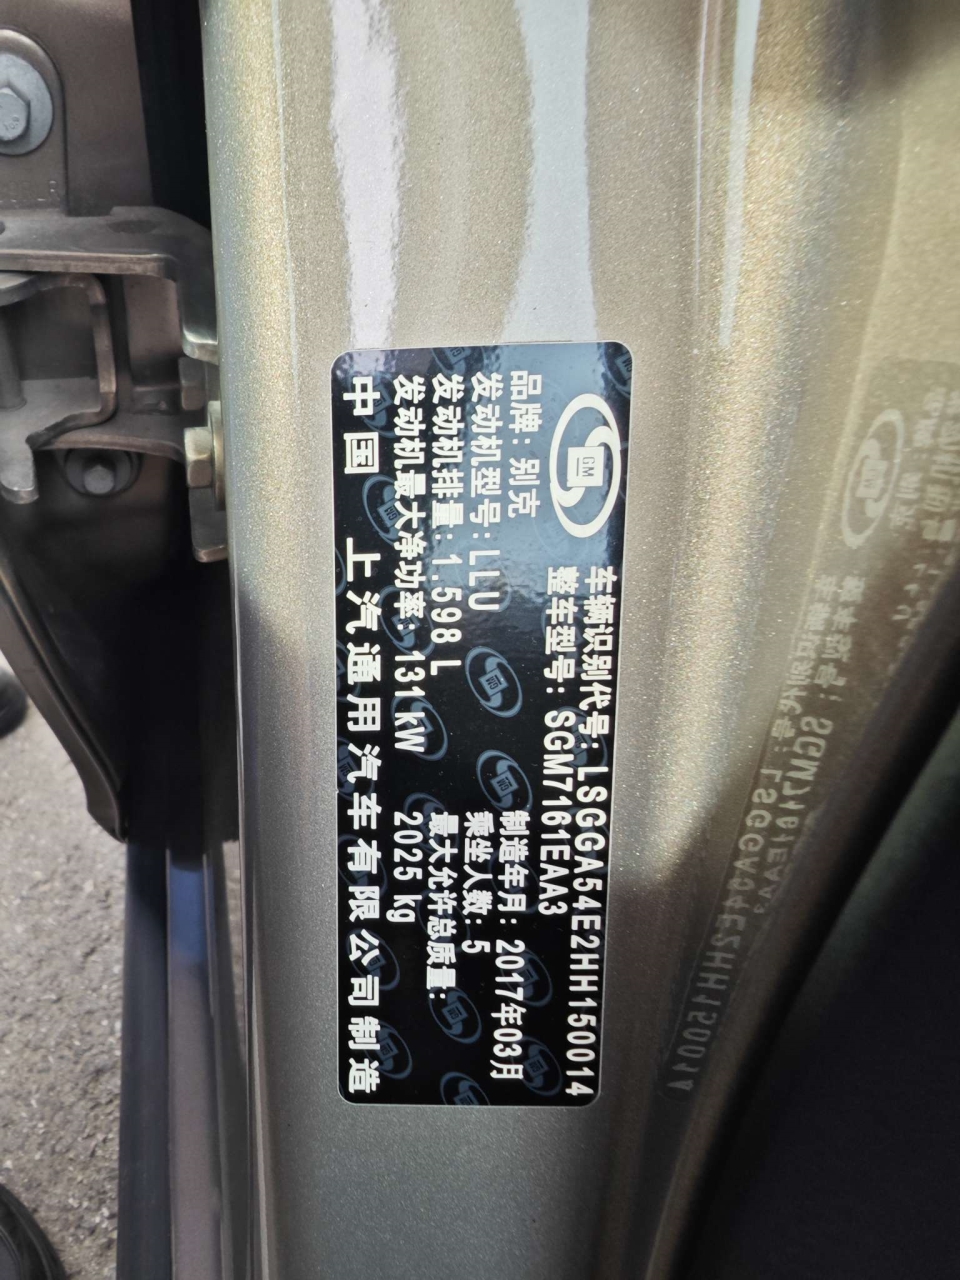 GM
车辆识别代号: LSGGA54E2HH150014
整车型号: SGM7161EAA3
品牌: 别克
制造年月: 2017年03月
发动机型号: LLU
乘坐人数: 5
发动机排量: 1.598 L
最大允许总质量:
发动机最大净功率: 131 kW
2025 kg
中国 上汽通用汽车有限公司制造